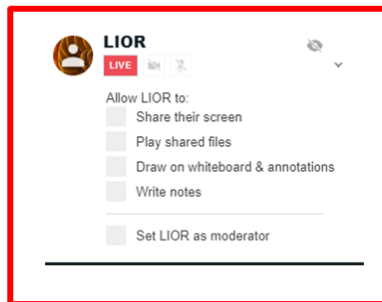 LIOR
LIVE
Allow LIOR to:
Share their screen
Play shared files
Draw on whiteboard & annotations
Write notes
Set LIOR as moderator